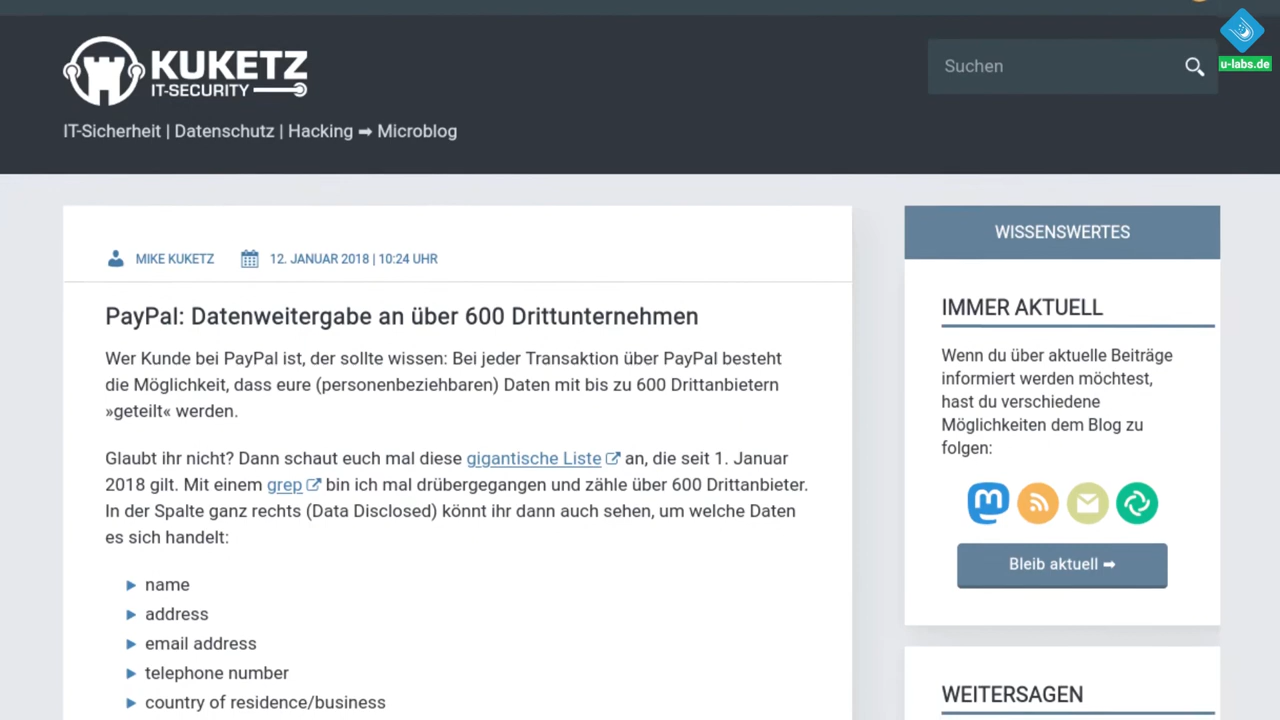 KUKETZ
IT-SECURITY
IT-Sicherheit | Datenschutz | Hacking ➡ Microblog
Suchen
u-labs.de
MIKE KUKETZ
12. JANUAR 2018 | 10:24 UHR
PayPal: Datenweitergabe an über 600 Drittunternehmen
Wer Kunde bei PayPal ist, der sollte wissen: Bei jeder Transaktion über PayPal besteht
die Möglichkeit, dass eure (personenbeziehbaren) Daten mit bis zu 600 Drittanbietern
»geteilt« werden.
Glaubt ihr nicht? Dann schaut euch mal diese gigantische Liste an, die seit 1. Januar
2018 gilt. Mit einem grep bin ich mal drübergegangen und zähle über 600 Drittanbieter.
In der Spalte ganz rechts (Data Disclosed) könnt ihr dann auch sehen, um welche Daten
es sich handelt:
name
address
email address
telephone number
country of residence/business
WISSENSWERTES
IMMER AKTUELL
Wenn du über aktuelle Beiträge
informiert werden möchtest,
hast du verschiedene
Möglichkeiten dem Blog zu
folgen:
Bleib aktuell ➡
WEITERSAGEN